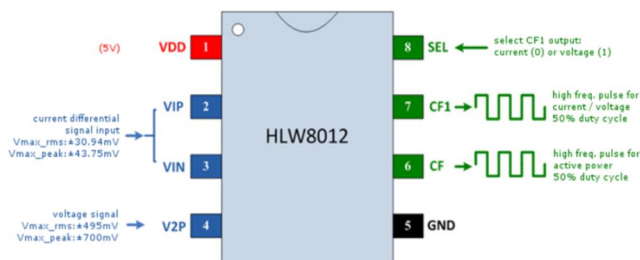 (5V) VDD 1
current differential
signal input
Vmax_rms:±30.94mV
Vmax_peak:±43.75mV
VIP 2
VIN 3
voltage signal
Vmax_rms:±495mV
Vmax_peak:±700mV
V2P 4
HLW8012
8 SEL
select CF1 output:
current (0) or voltage (1)
7 CF1
high freq. pulse for
current / voltage
50% duty cycle
6 CF
high freq. pulse for
active power
50% duty cycle
5 GND